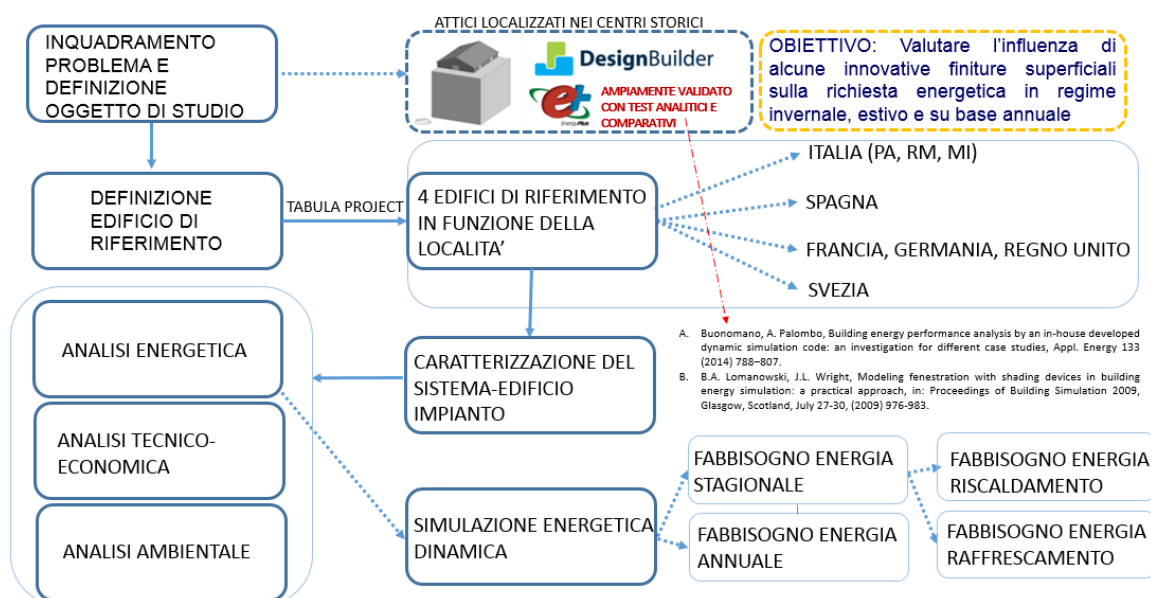 ATTICI LOCALIZZATI NEI CENTRI STORICI
INQUADRAMENTO
PROBLEMA E
DEFINIZIONE
OGGETTO DI STUDIO
DesignBuilder
e+
EnergyPlus
AMPIAMENTE VALIDATO
CON TEST ANALITICI E
COMPARATIVI
OBIETTIVO: Valutare l'influenza di
alcune innovative finiture superficiali
sulla richiesta energetica in regime
invernale, estivo e su base annuale
DEFINIZIONE
EDIFICIO DI
RIFERIMENTO
TABULA PROJECT
4 EDIFICI DI RIFERIMENTO
IN FUNZIONE DELLA
LOCALITA'
ITALIA (PA, RM, MI)
SPAGNA
FRANCIA, GERMANIA, REGNO UNITO
SVEZIA
A. Buonomano, A. Palombo, Building energy performance analysis by an in-house developed
dynamic simulation code: an investigation for different case studies, Appl. Energy 133
(2014) 788–807.
B. B.A. Lomanowski, J.L. Wright, Modeling fenestration with shading devices in building
energy simulation: a practical approach, in: Proceedings of Building Simulation 2009,
Glasgow, Scotland, July 27-30, (2009) 976-983.
ANALISI ENERGETICA
ANALISI TECNICO-
ECONOMICA
ANALISI AMBIENTALE
CARATTERIZZAZIONE DEL
SISTEMA-EDIFICIO
IMPIANTO
SIMULAZIONE ENERGETICA
DINAMICA
FABBISOGNO ENERGIA
STAGIONALE
FABBISOGNO ENERGIA
ANNUALE
FABBISOGNO ENERGIA
RISCALDAMENTO
FABBISOGNO ENERGIA
RAFFRESCAMENTO